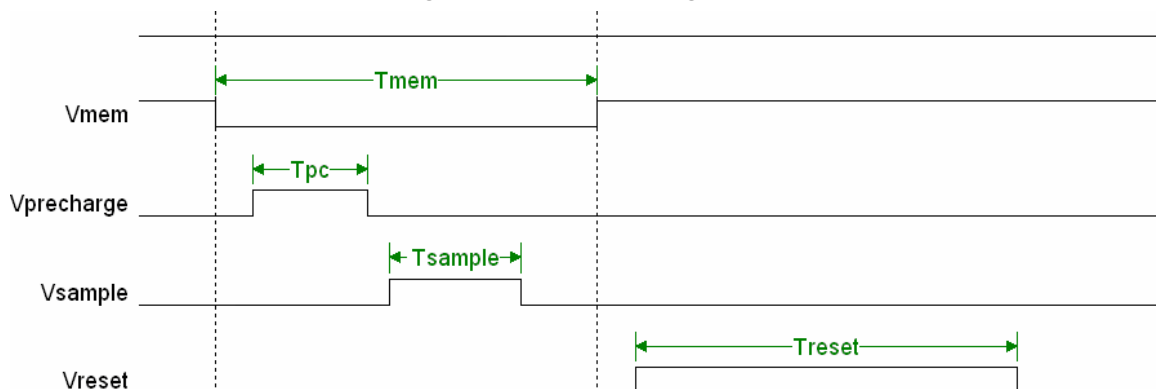 Tmem
Vmem
Tpc
Vprecharge
Tsample
Vsample
Treset
Vreset